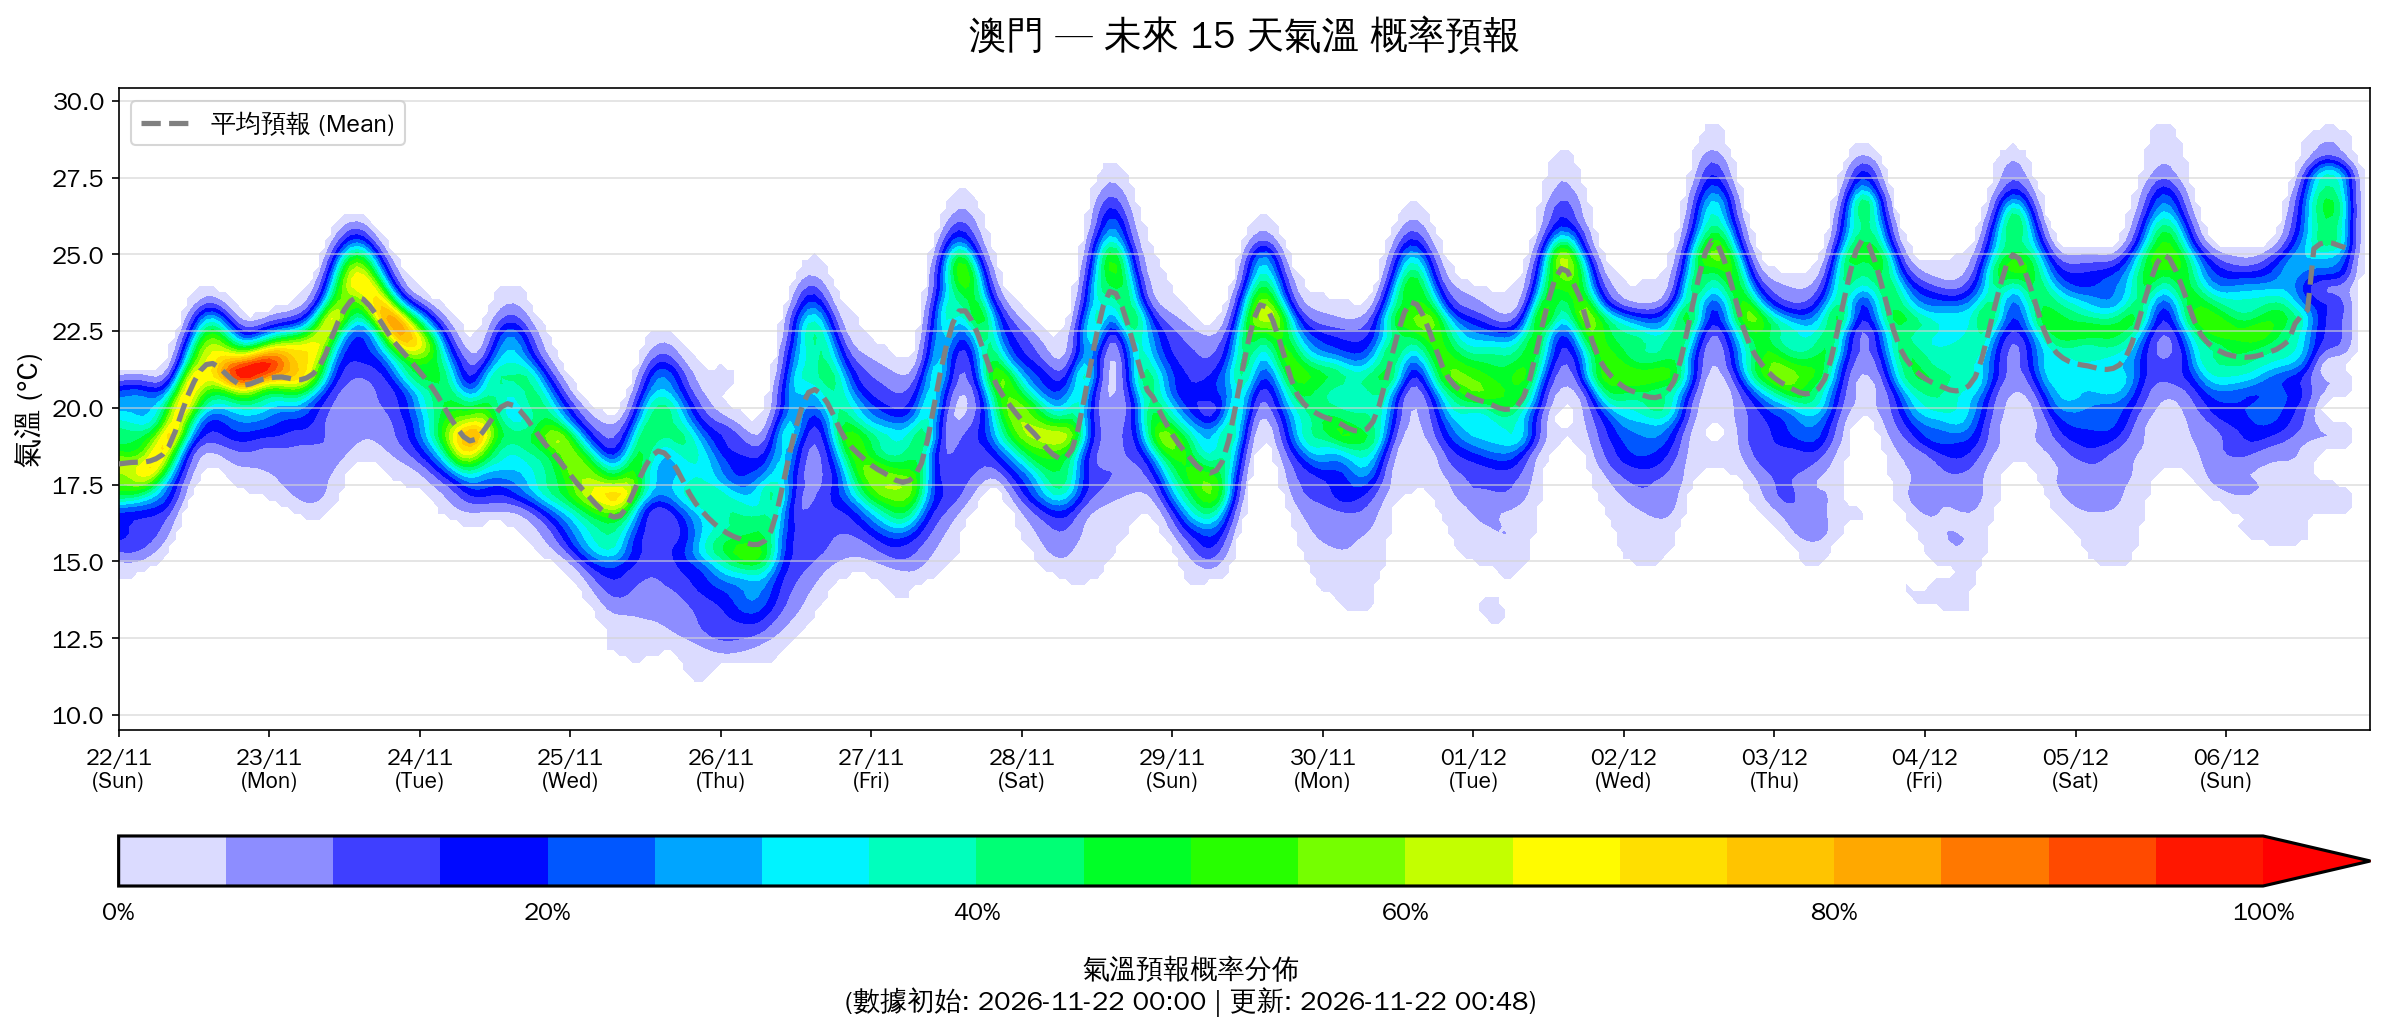 澳門 — 未來 15 天氣溫 概率預報
平均預報 (Mean)
氣溫 (°C)
30.0
27.5
25.0
22.5
20.0
17.5
15.0
12.5
10.0
22/11 23/11 24/11 25/11 26/11 27/11 28/11 29/11 30/11 01/12 02/12 03/12 04/12 05/12 06/12
(Sun) (Mon) (Tue) (Wed) (Thu) (Fri) (Sat) (Sun) (Mon) (Tue) (Wed) (Thu) (Fri) (Sat) (Sun)
0% 20% 40% 60% 80% 100%
氣溫預報概率分佈
(數據初始: 2026-11-22 00:00 | 更新: 2026-11-22 00:48)